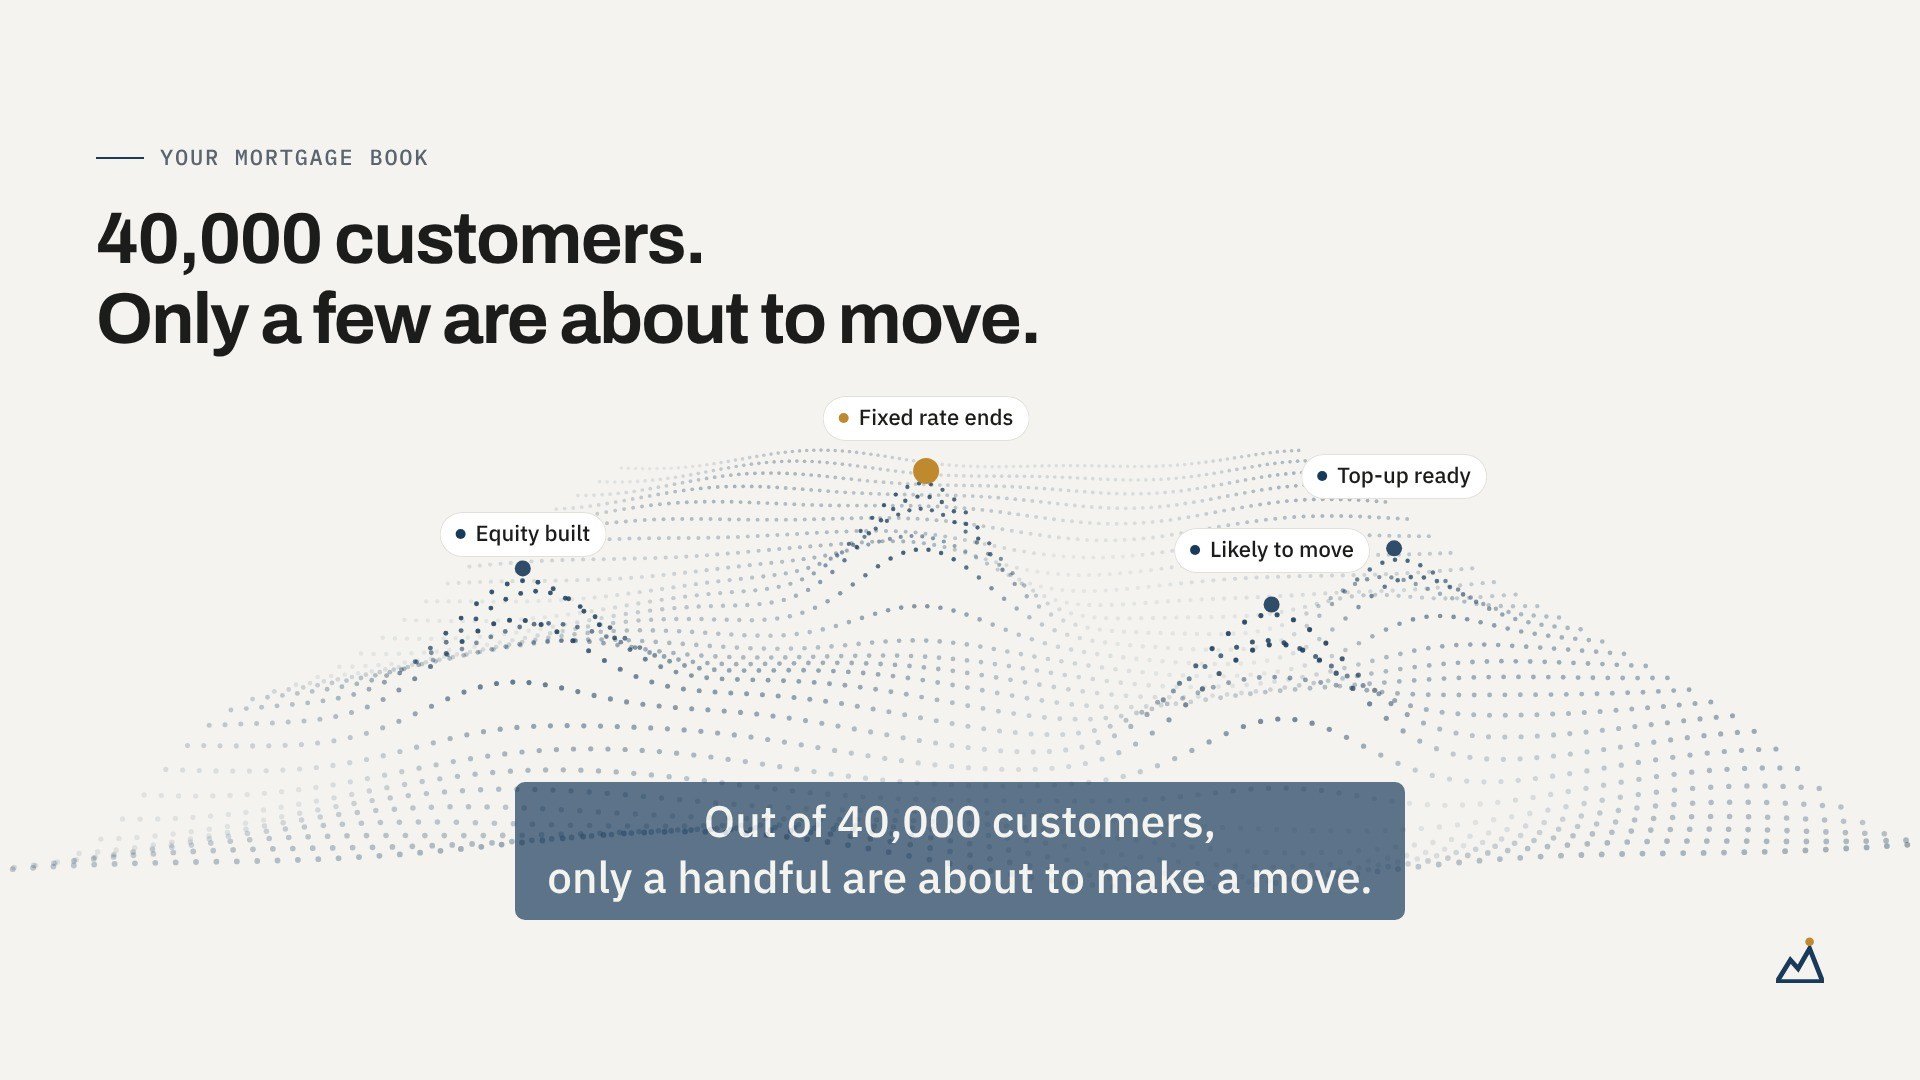 YOUR MORTGAGE BOOK
40,000 customers.
Only a few are about to move.
Fixed rate ends
Top-up ready
Equity built
Likely to move
Out of 40,000 customers,
only a handful are about to make a move.